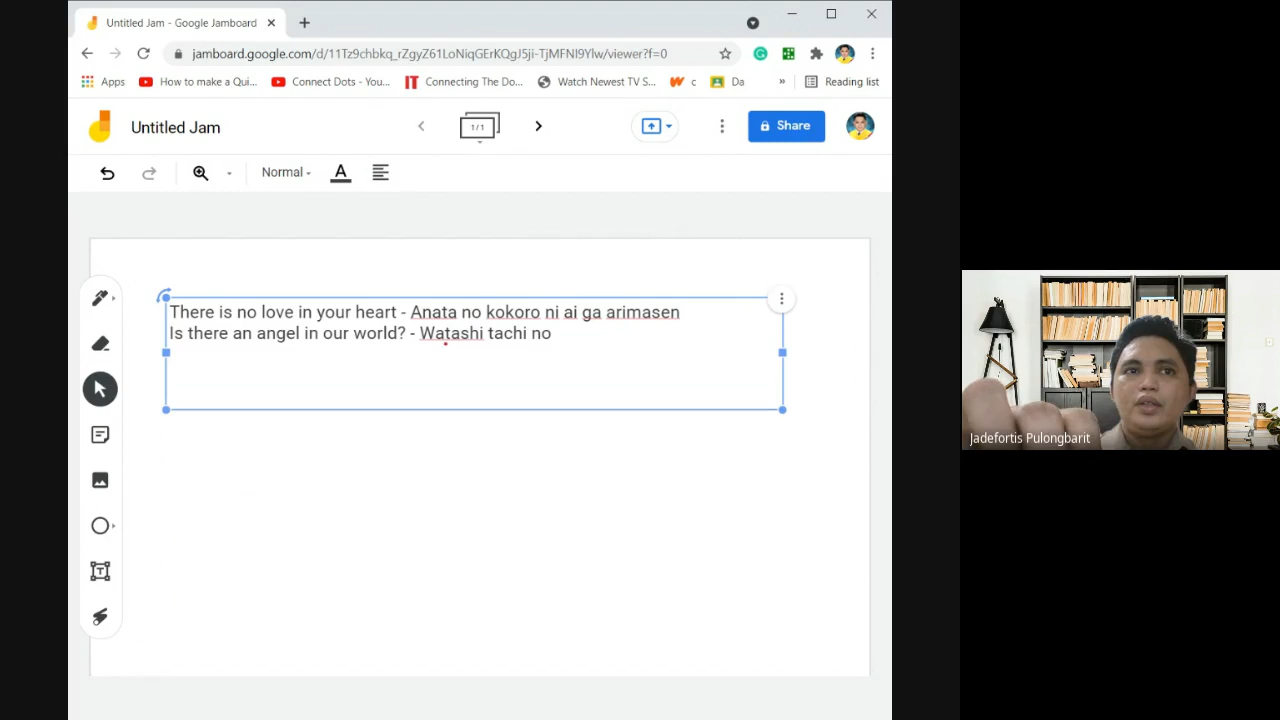 Untitled Jam - Google Jamboard
jamboard.google.com/d/11Tz9chbkq_rZgyZ61LoNiqGErKQgJ5ji-TjMFNI9Ylw/viewer?f=0
Apps
How to make a Qui...
Connect Dots - You...
IT Connecting The Do...
Watch Newest TV S...
c
Da
»
Reading list
Untitled Jam
1/1
Share
Normal
A
There is no love in your heart - Anata no kokoro ni ai ga arimasen
Is there an angel in our world? - Watashi tachi no
Jadefortis Pulongbarit